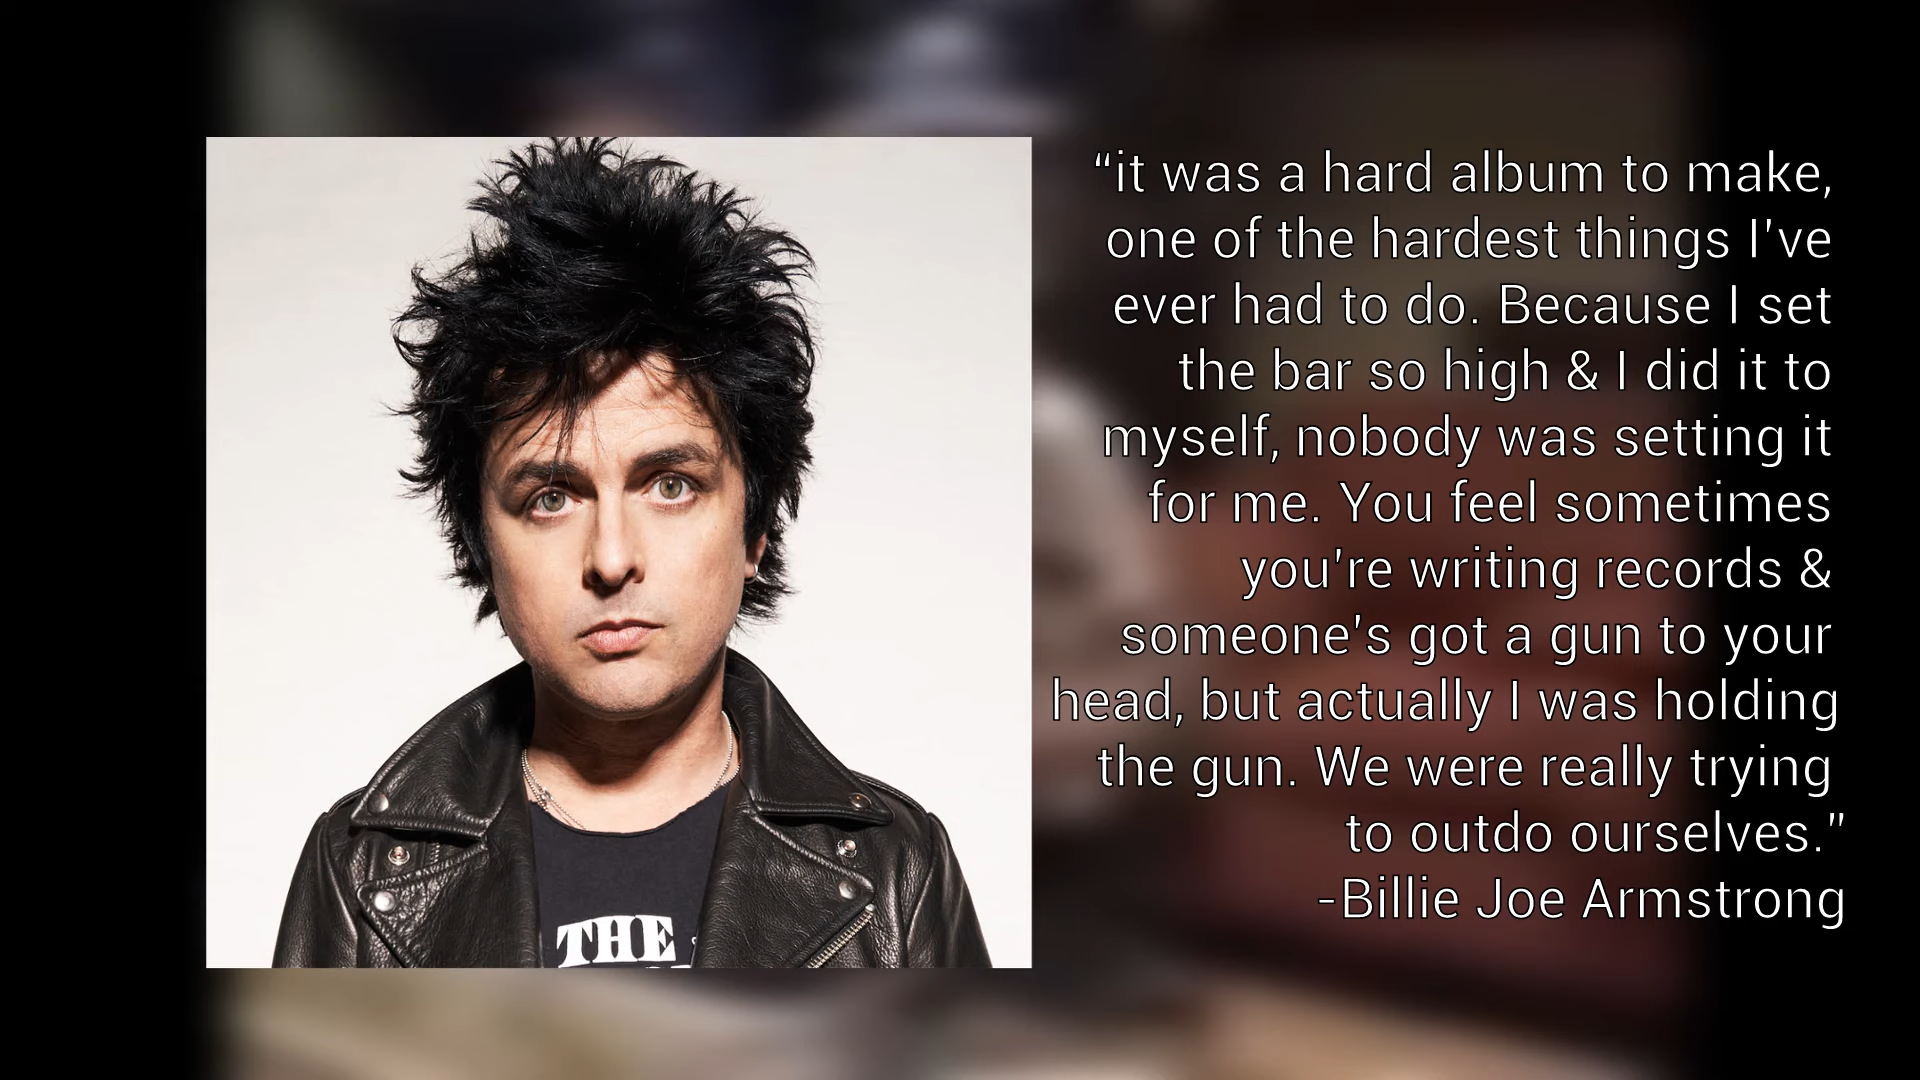 “it was a hard album to make,
one of the hardest things I've
ever had to do. Because I set
the bar so high & I did it to
myself, nobody was setting it
for me. You feel sometimes
you're writing records &
someone's got a gun to your
head, but actually I was holding
the gun. We were really trying
to outdo ourselves.”
-Billie Joe Armstrong
THE